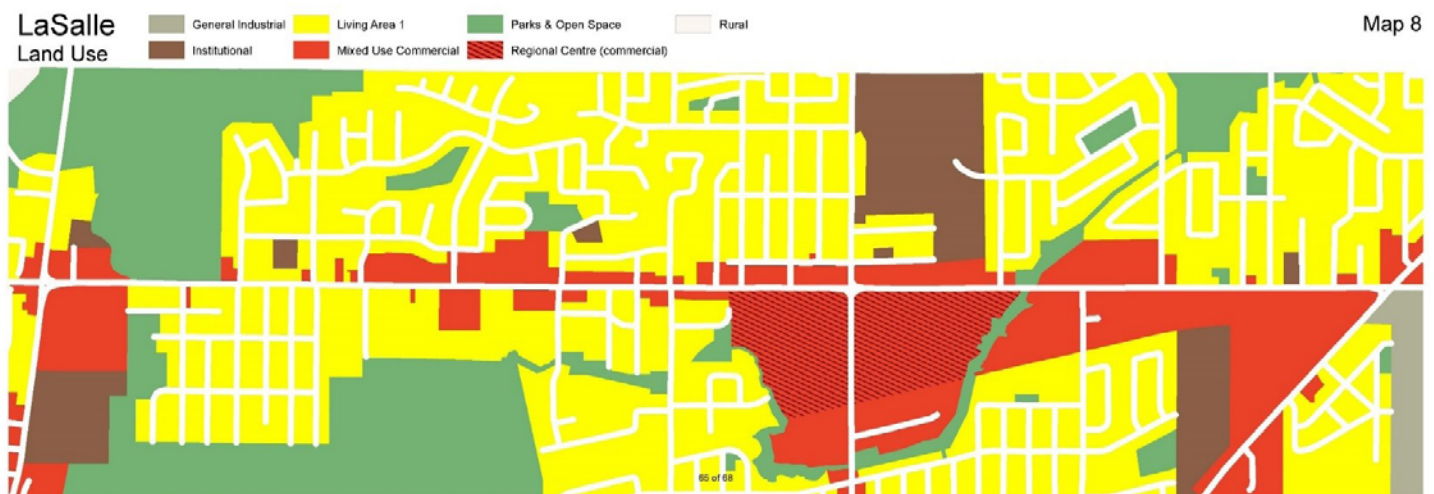 LaSalle
Land Use
General Industrial
Living Area 1
Parks & Open Space
Rural
Institutional
Mixed Use Commercial
Regional Centre (commercial)
Map 8
65 of 68